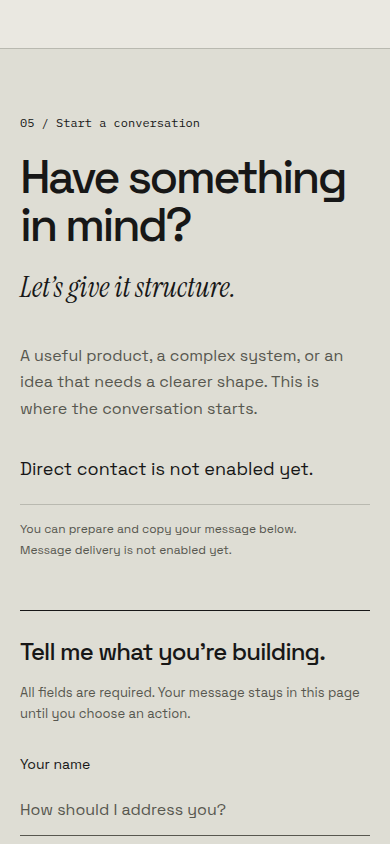 05 / Start a conversation
Have something
in mind?
Let’s give it structure.
A useful product, a complex system, or an
idea that needs a clearer shape. This is
where the conversation starts.
Direct contact is not enabled yet.
You can prepare and copy your message below.
Message delivery is not enabled yet.
Tell me what you’re building.
All fields are required. Your message stays in this page
until you choose an action.
Your name
How should I address you?